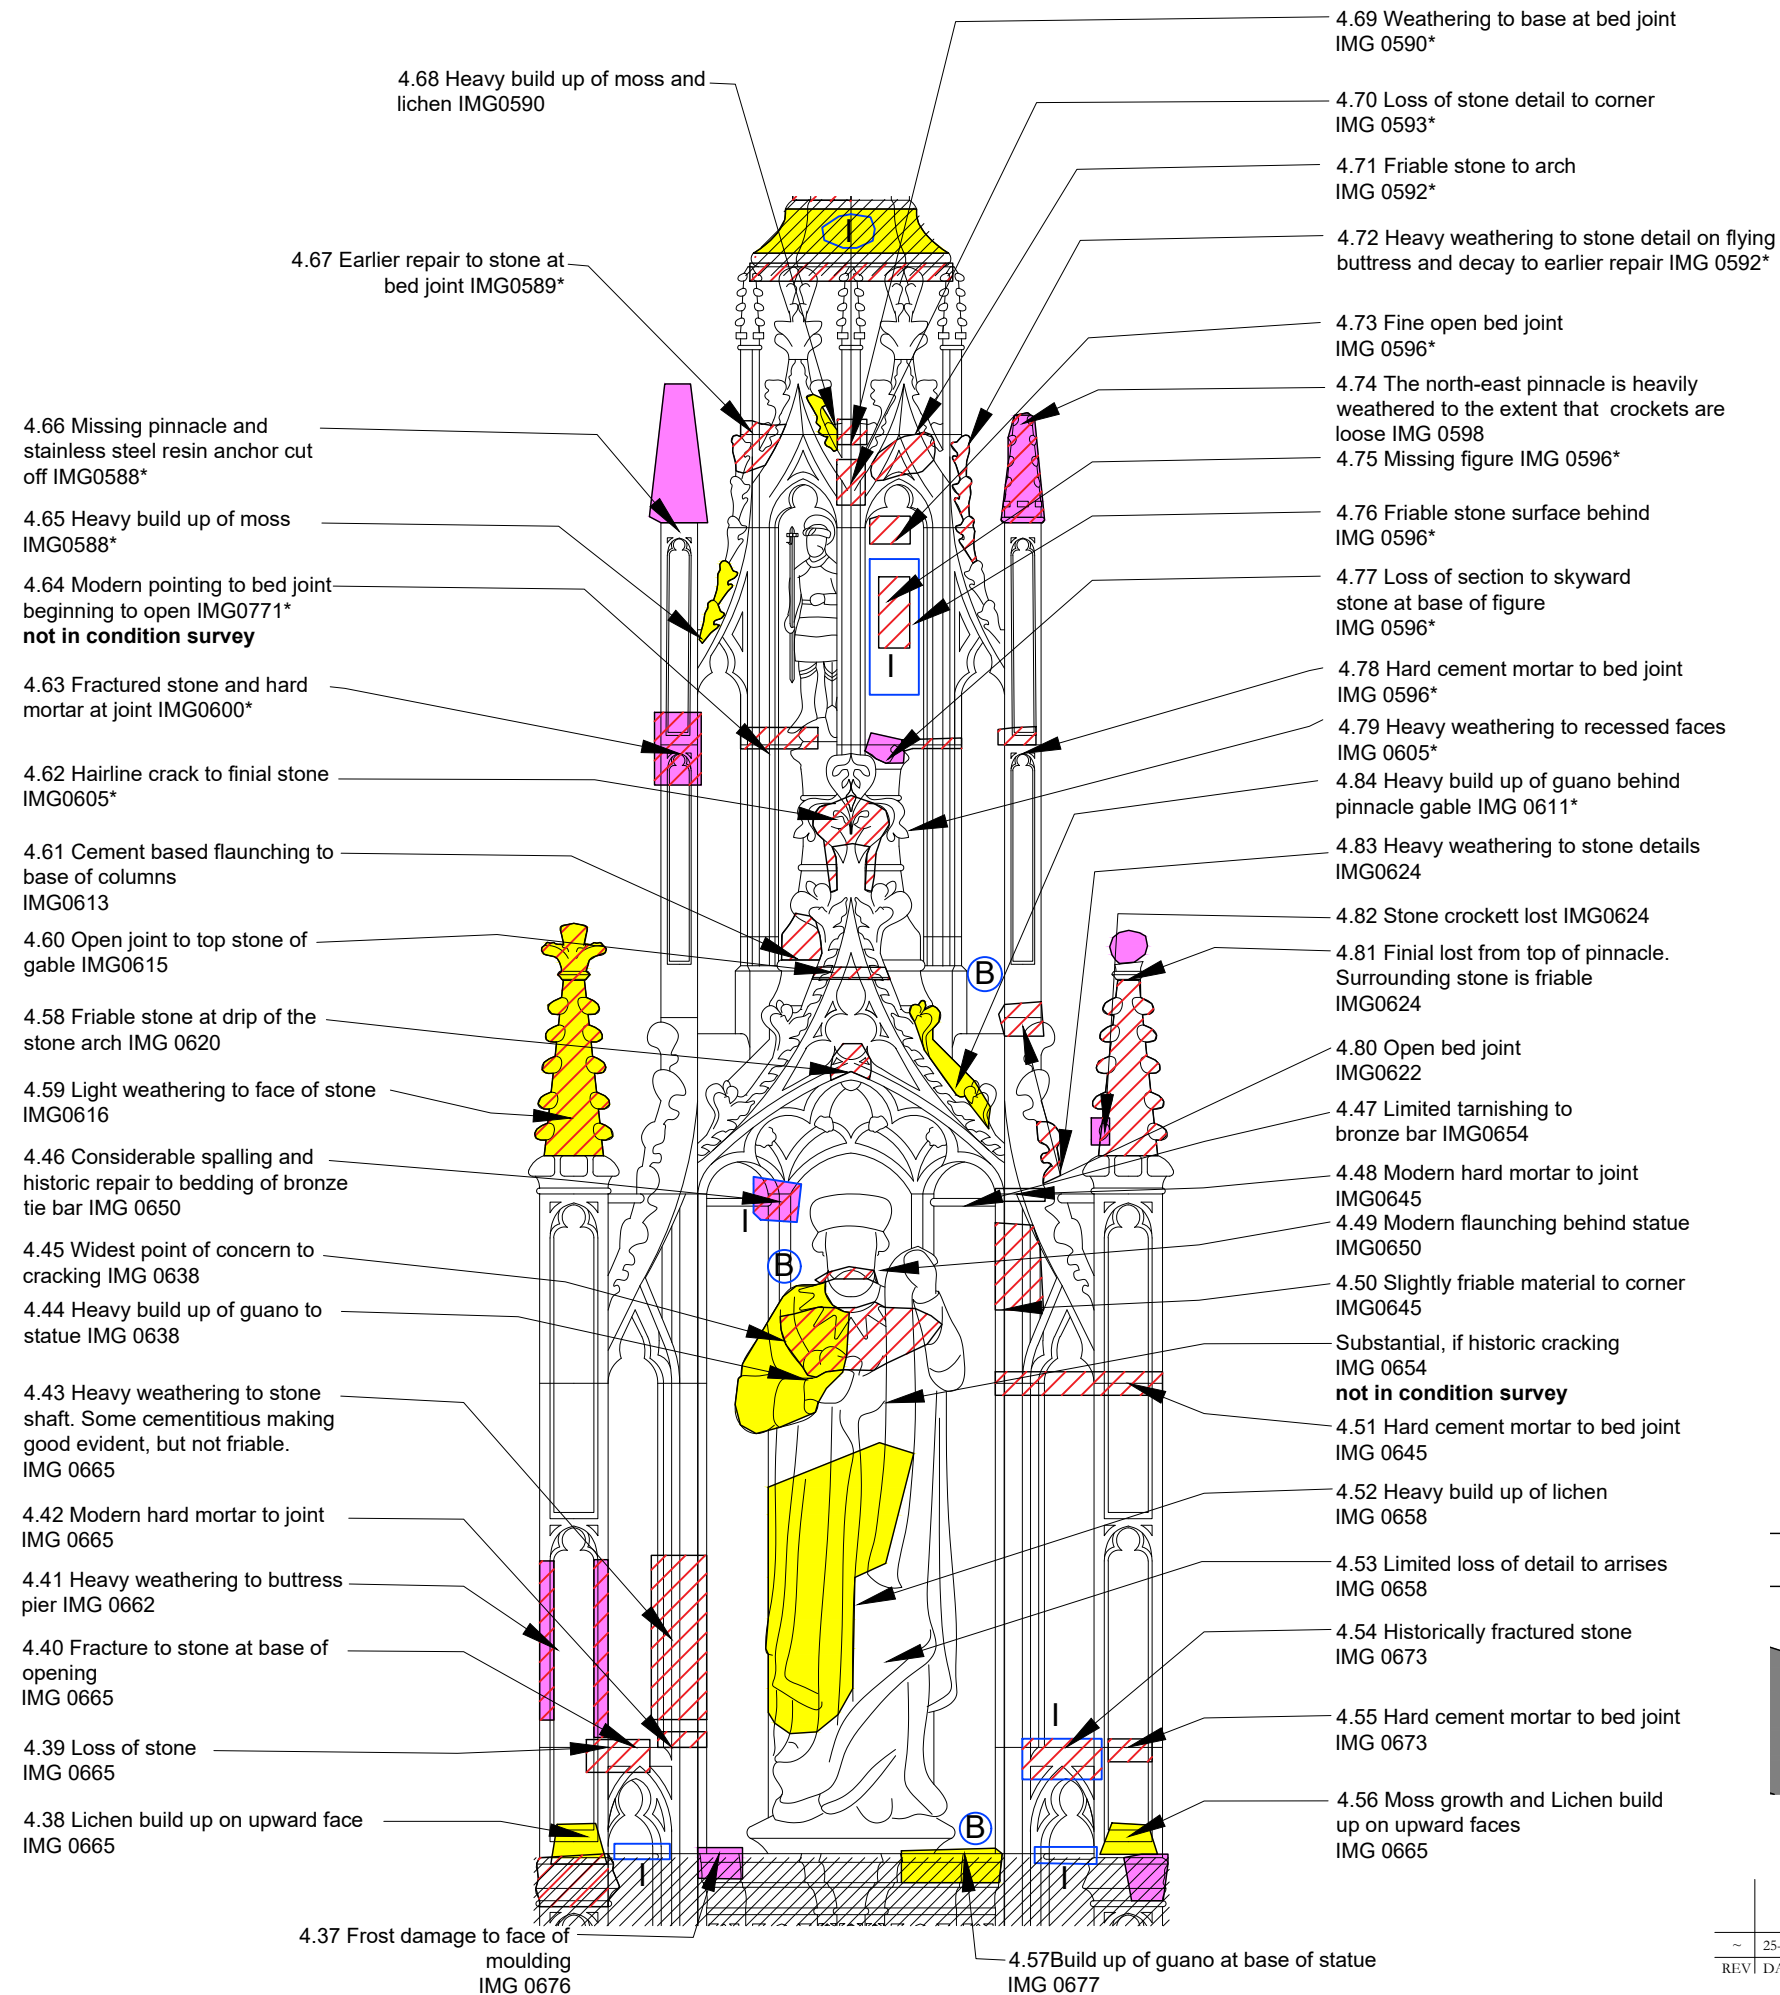 4.69 Weathering to base at bed joint
IMG 0590*
4.68 Heavy build up of moss and
lichen IMG0590
4.70 Loss of stone detail to corner
IMG 0593*
4.71 Friable stone to arch
IMG 0592*
4.72 Heavy weathering to stone detail on flying
buttress and decay to earlier repair IMG 0592*
4.67 Earlier repair to stone at
bed joint IMG0589*
4.73 Fine open bed joint
IMG 0596*
4.74 The north-east pinnacle is heavily
weathered to the extent that crockets are
loose IMG 0598
4.75 Missing figure IMG 0596*
4.76 Friable stone surface behind
IMG 0596*
4.77 Loss of section to skyward
stone at base of figure
IMG 0596*
4.78 Hard cement mortar to bed joint
IMG 0596*
4.79 Heavy weathering to recessed faces
IMG 0605*
4.84 Heavy build up of guano behind
pinnacle gable IMG 0611*
4.83 Heavy weathering to stone details
IMG0624
4.82 Stone crockett lost IMG0624
4.81 Finial lost from top of pinnacle.
Surrounding stone is friable
IMG0624
4.80 Open bed joint
IMG0622
4.47 Limited tarnishing to
bronze bar IMG0654
4.48 Modern hard mortar to joint
IMG0645
4.49 Modern flaunching behind statue
IMG0650
4.50 Slightly friable material to corner
IMG0645
Substantial, if historic cracking
IMG 0654
not in condition survey
4.51 Hard cement mortar to bed joint
IMG 0645
4.52 Heavy build up of lichen
IMG 0658
4.53 Limited loss of detail to arrises
IMG 0658
4.54 Historically fractured stone
IMG 0673
4.55 Hard cement mortar to bed joint
IMG 0673
4.56 Moss growth and Lichen build
up on upward faces
IMG 0665
4.66 Missing pinnacle and
stainless steel resin anchor cut
off IMG0588*
4.65 Heavy build up of moss
IMG0588*
4.64 Modern pointing to bed joint
beginning to open IMG0771*
not in condition survey
4.63 Fractured stone and hard
mortar at joint IMG0600*
4.62 Hairline crack to finial stone
IMG0605*
4.61 Cement based flaunching to
base of columns
IMG0613
4.60 Open joint to top stone of
gable IMG0615
4.58 Friable stone at drip of the
stone arch IMG 0620
4.59 Light weathering to face of stone
IMG0616
4.46 Considerable spalling and
historic repair to bedding of bronze
tie bar IMG 0650
4.45 Widest point of concern to
cracking IMG 0638
4.44 Heavy build up of guano to
statue IMG 0638
4.43 Heavy weathering to stone
shaft. Some cementitious making
good evident, but not friable.
IMG 0665
4.42 Modern hard mortar to joint
IMG 0665
4.41 Heavy weathering to buttress
pier IMG 0662
4.40 Fracture to stone at base of
opening
IMG 0665
4.39 Loss of stone
IMG 0665
4.38 Lichen build up on upward face
IMG 0665
4.37 Frost damage to face of
moulding
IMG 0676
4.57Build up of guano at base of statue
IMG 0677
I
I
B
I
B
I
B
I
I
~ 25-
REV DA